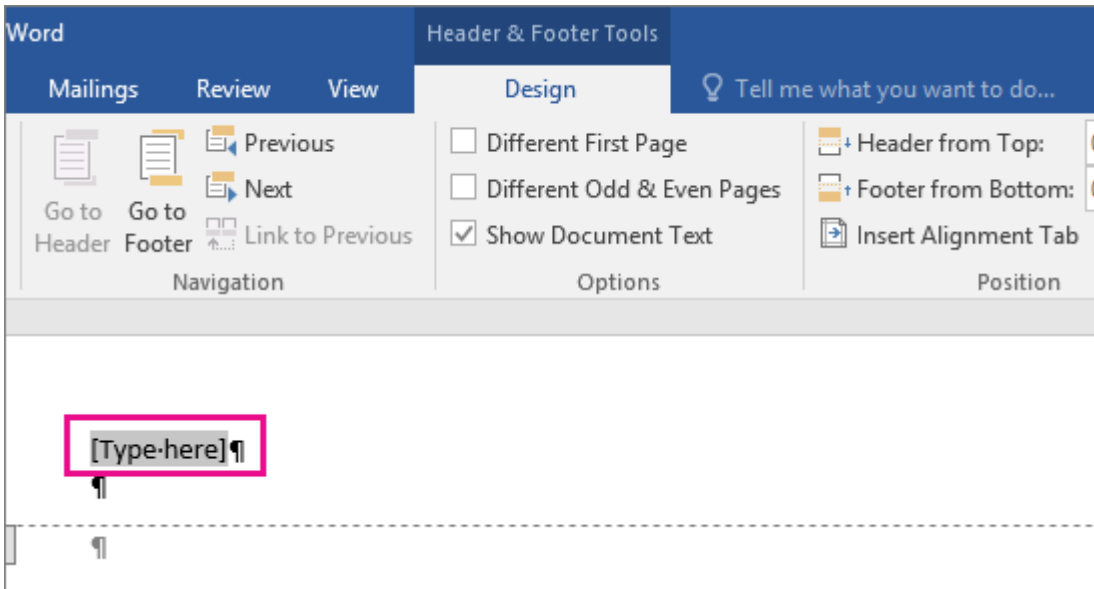 Word
Header & Footer Tools
Mailings Review View Design Tell me what you want to do...
Go to Header
Go to Footer
Previous
Next
Link to Previous
Navigation
Different First Page
Different Odd & Even Pages
Show Document Text
Options
Header from Top:
Footer from Bottom:
Insert Alignment Tab
Position
[Type·here]¶
¶
¶